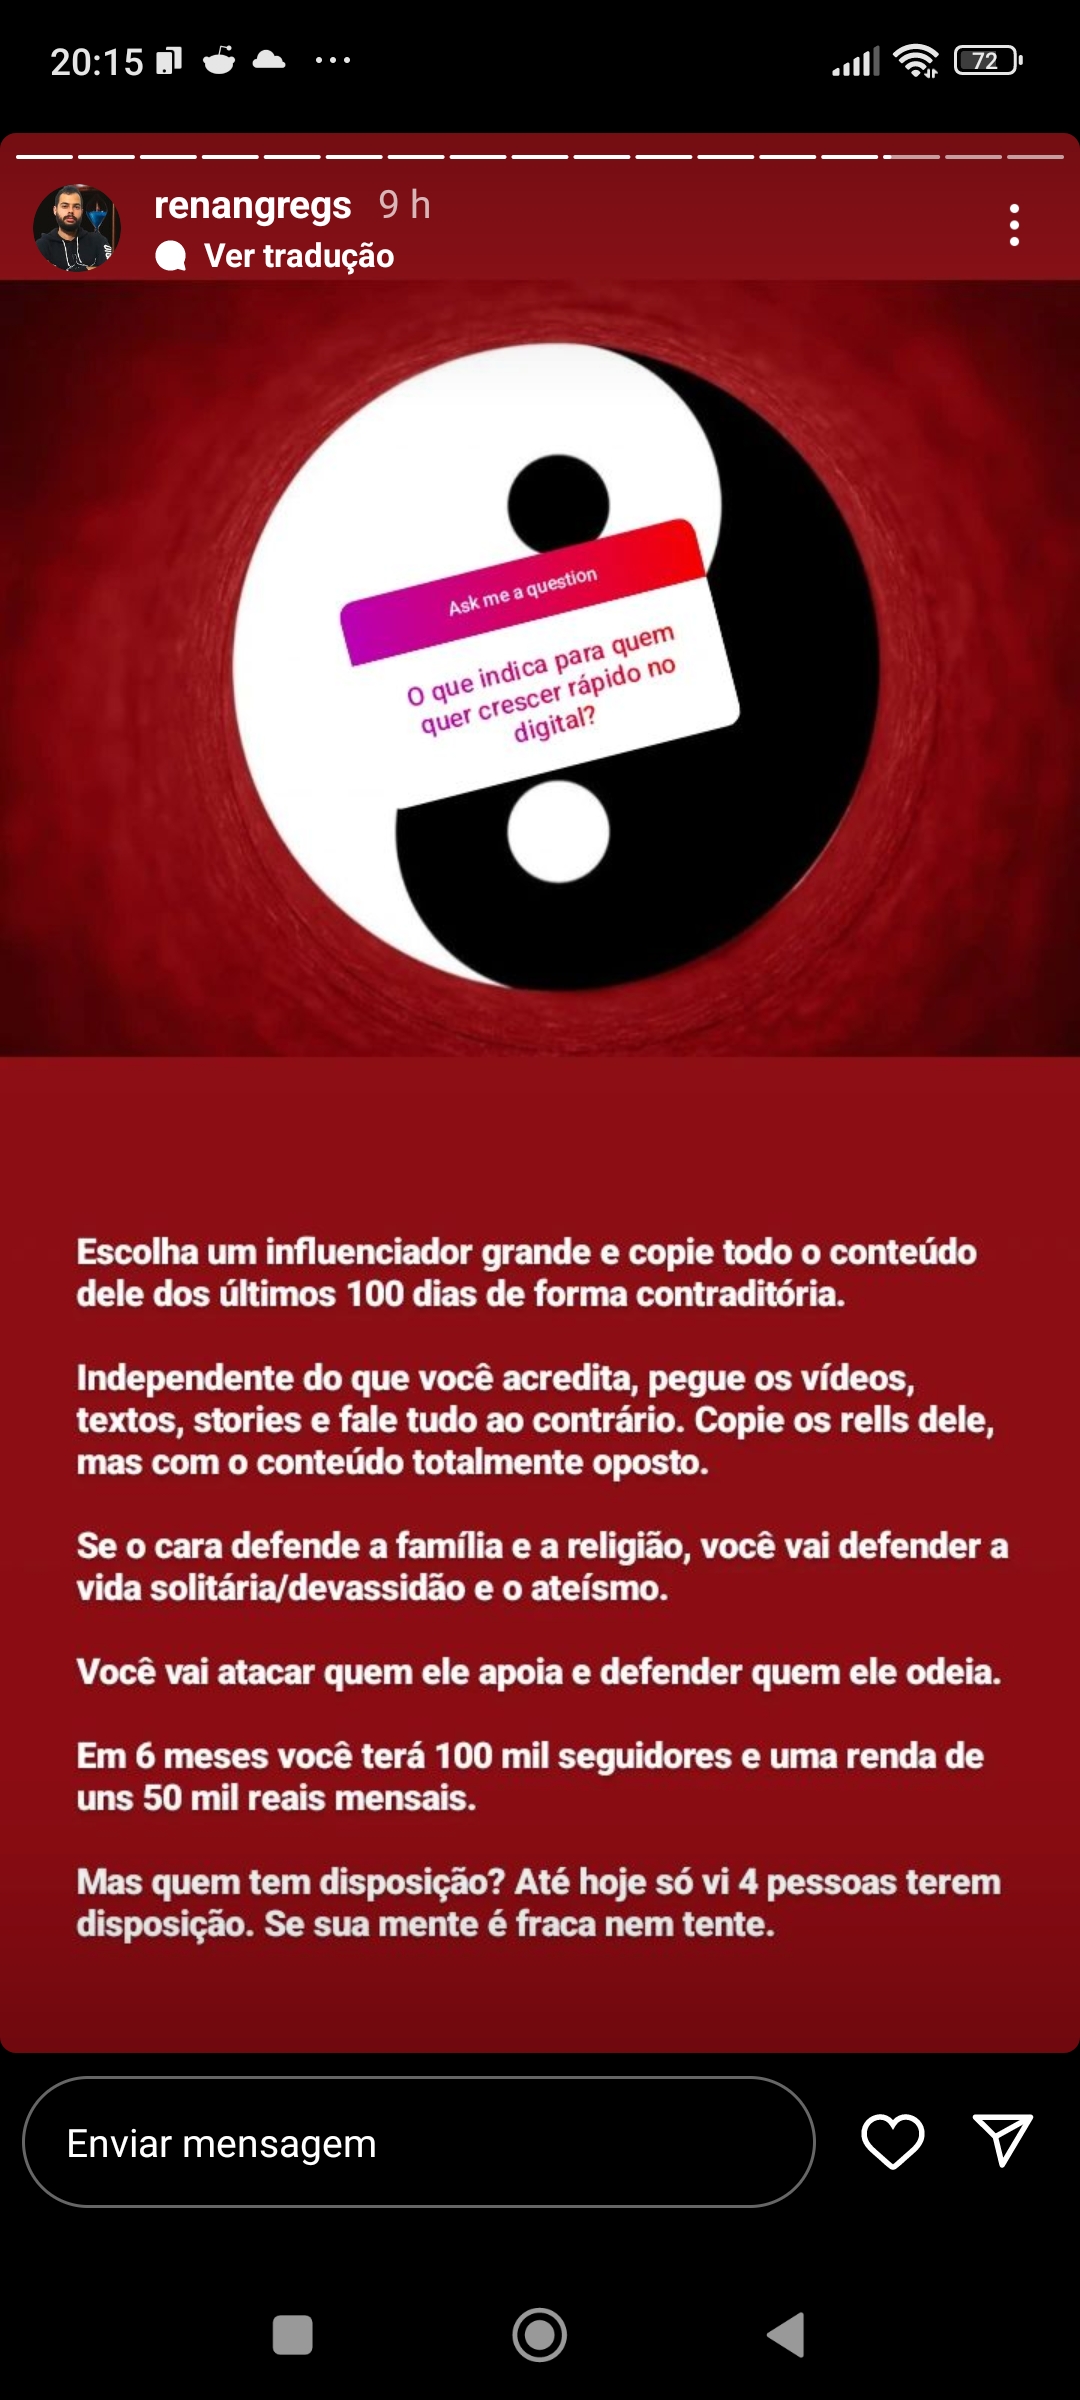 20:15
72
renangregs 9 h
Ver tradução
Ask me a question
O que indica para quem
quer crescer rápido no
digital?
Escolha um influenciador grande e copie todo o conteúdo
dele dos últimos 100 dias de forma contraditória.
Independente do que você acredita, pegue os vídeos,
textos, stories e fale tudo ao contrário. Copie os rells dele,
mas com o conteúdo totalmente oposto.
Se o cara defende a família e a religião, você vai defender a
vida solitária/devassidão e o ateísmo.
Você vai atacar quem ele apoia e defender quem ele odeia.
Em 6 meses você terá 100 mil seguidores e uma renda de
uns 50 mil reais mensais.
Mas quem tem disposição? Até hoje só vi 4 pessoas terem
disposição. Se sua mente é fraca nem tente.
Enviar mensagem